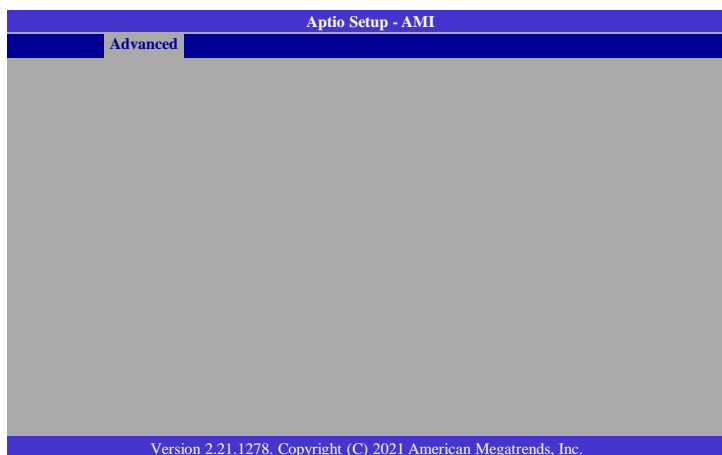 Aptio Setup - AMI
Advanced
Version 2.21.1278. Copyright (C) 2021 American Megatrends, Inc.